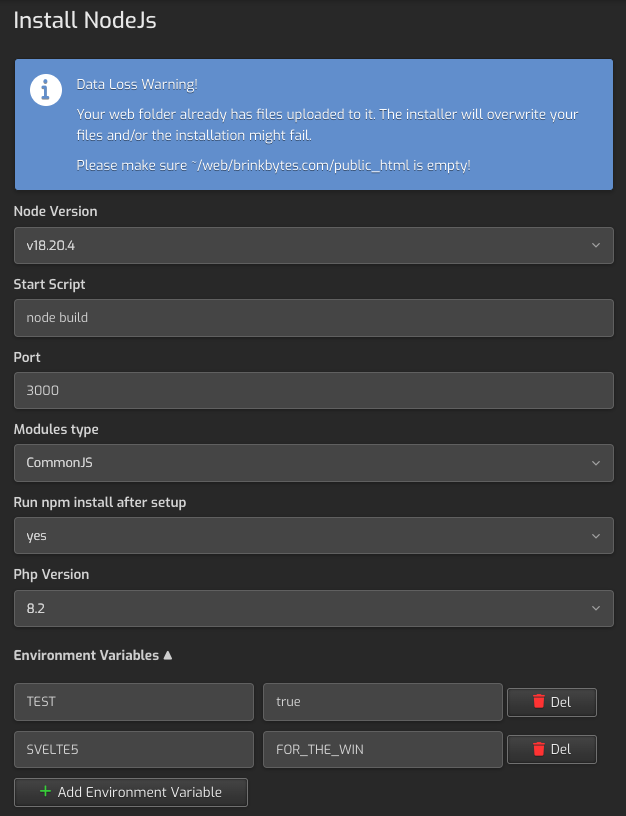 Install NodeJs
Data Loss Warning!
Your web folder already has files uploaded to it. The installer will overwrite your
files and/or the installation might fail.
Please make sure ~/web/brinkbytes.com/public_html is empty!
Node Version
v18.20.4
Start Script
node build
Port
3000
Modules type
CommonJS
Run npm install after setup
yes
Php Version
8.2
Environment Variables
TEST true Del
SVELTE5 FOR_THE_WIN Del
+ Add Environment Variable